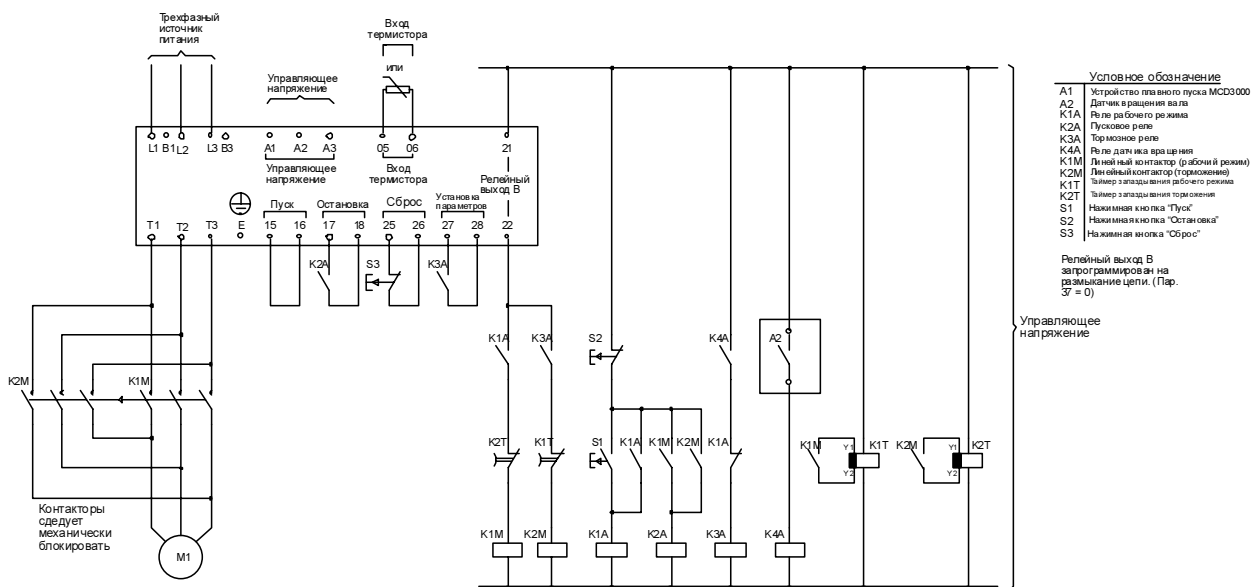 Трехфазный
источник
питания
Управляющее
напряжение
Вход
термистора
или
L1 B1 L2 L3 B3 A1 A2 A3 05 06 21
Управляющее
напряжение
Вход
термистора
Релейный
выход В
Пуск
Остановка
Сброс
Установка
параметров
T1 T2 T3 E 15 16 17 18 25 26 27 28 22
K2A S3 K3A
K1A K3A S2 K4A A2
K2M K1M
K2T K1T S1 K1A K1M K2M K1A K1M Y1 Y2 K1T K2M Y1 Y2 K2T
Контакторы
сдедует
механически
блокировать
M1
K1M K2M K1A K2A K3A K4A
Управляющее
напряжение
Условное обозначение
A1 Устройство плавного пуска MCD3000
A2 Датчик вращения вала
K1A Реле рабочего режима
K2A Пусковое реле
K3A Тормозное реле
K4A Реле датчика вращения
K1M Линейный контактор (рабочий режим)
K2M Линейный контактор (торможение)
K1T Таймер запаздывания рабочего режима
K2T Таймер запаздывания торможения
S1 Нажимная кнопка "Пуск"
S2 Нажимная кнопка "Остановка"
S3 Нажимная кнопка "Сброс"
Релейный выход В
запрограммирован на
размыкание цепи. (Пар.
37 = 0)